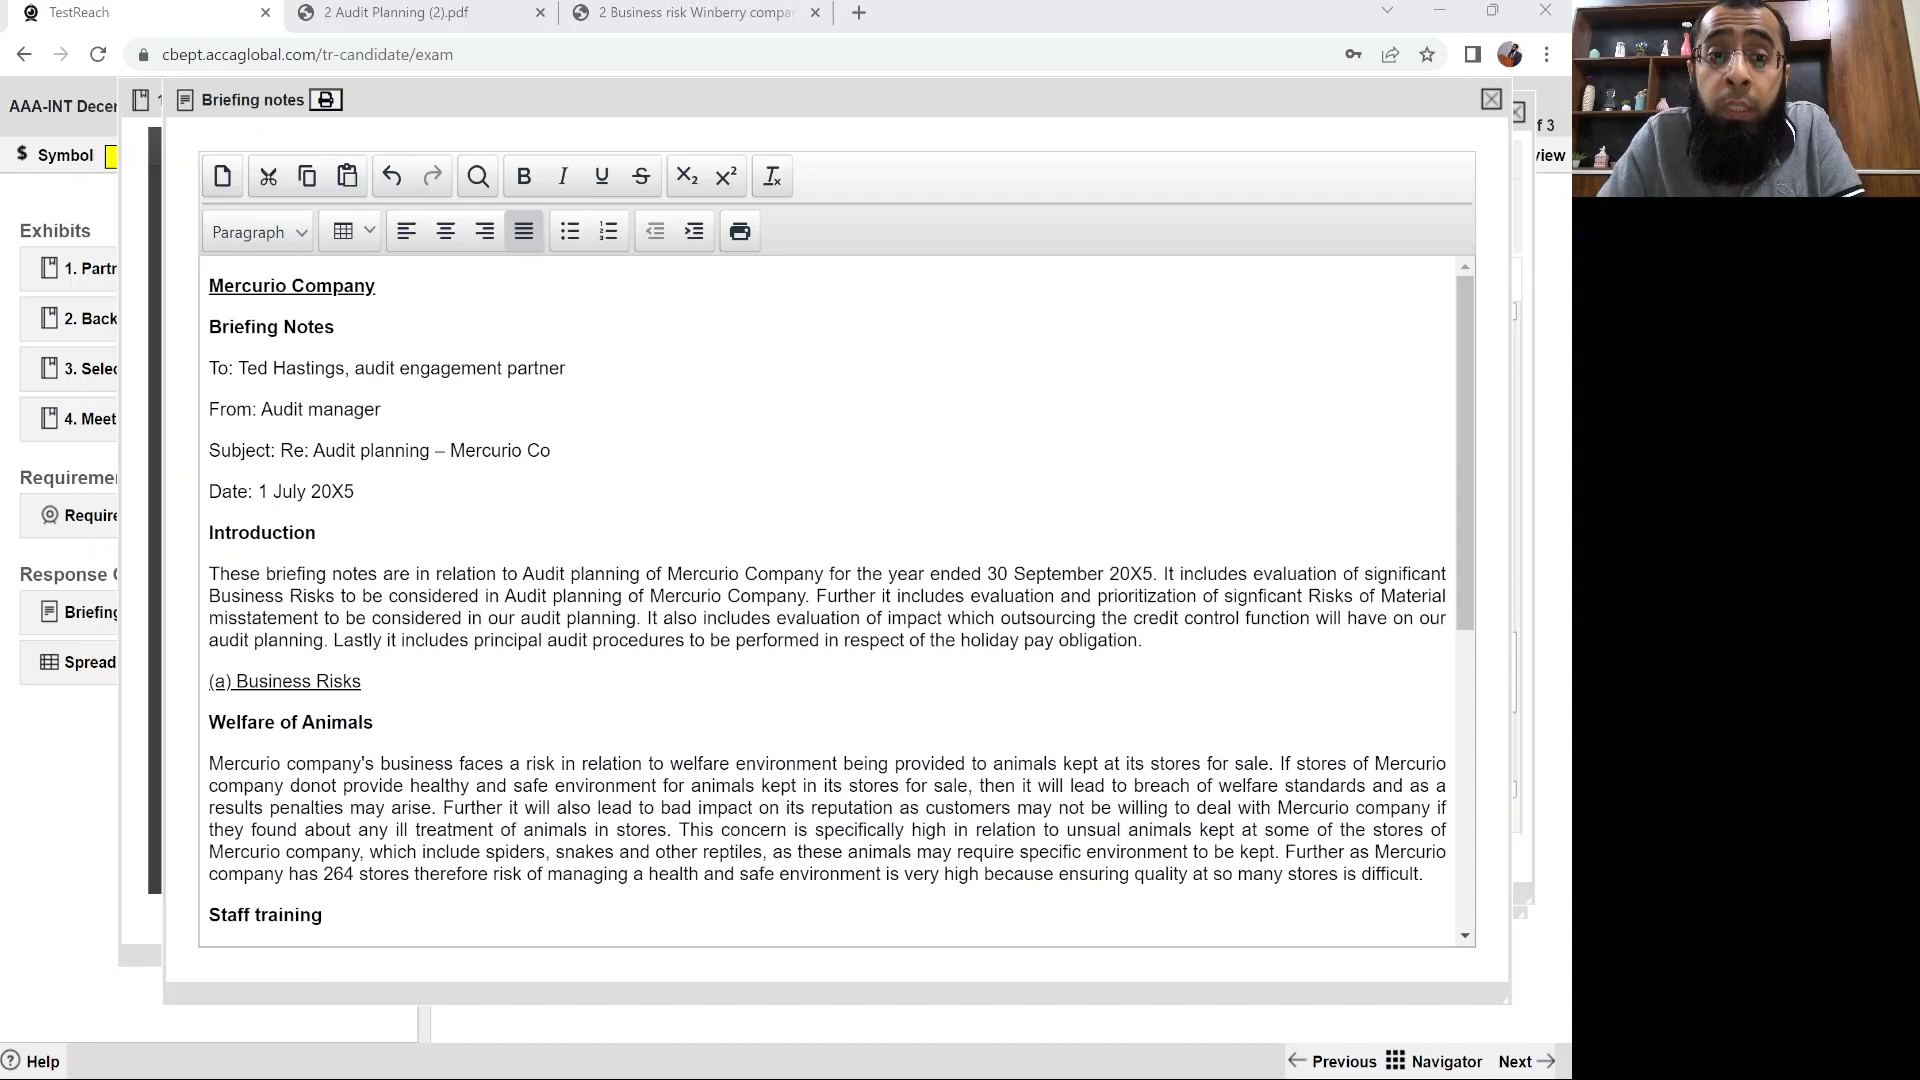 TestReach
2 Audit Planning (2).pdf
2 Business risk Winberry compa
cbept.accaglobal.com/tr-candidate/exam
AAA-INT Decer
Briefing notes
f 3
$ Symbol
view
Paragraph
Exhibits
1. Partr
2. Back
3. Selec
4. Meet
Requiremer
Require
Response
Briefing
Spread
Mercurio Company
Briefing Notes
To: Ted Hastings, audit engagement partner
From: Audit manager
Subject: Re: Audit planning – Mercurio Co
Date: 1 July 20X5
Introduction
These briefing notes are in relation to Audit planning of Mercurio Company for the year ended 30 September 20X5. It includes evaluation of significant
Business Risks to be considered in Audit planning of Mercurio Company. Further it includes evaluation and prioritization of signficant Risks of Material
misstatement to be considered in our audit planning. It also includes evaluation of impact which outsourcing the credit control function will have on our
audit planning. Lastly it includes principal audit procedures to be performed in respect of the holiday pay obligation.
(a) Business Risks
Welfare of Animals
Mercurio company's business faces a risk in relation to welfare environment being provided to animals kept at its stores for sale. If stores of Mercurio
company donot provide healthy and safe environment for animals kept in its stores for sale, then it will lead to breach of welfare standards and as a
results penalties may arise. Further it will also lead to bad impact on its reputation as customers may not be willing to deal with Mercurio company if
they found about any ill treatment of animals in stores. This concern is specifically high in relation to unsual animals kept at some of the stores of
Mercurio company, which include spiders, snakes and other reptiles, as these animals may require specific environment to be kept. Further as Mercurio
company has 264 stores therefore risk of managing a health and safe environment is very high because ensuring quality at so many stores is difficult.
Staff training
Help
Previous
Navigator
Next